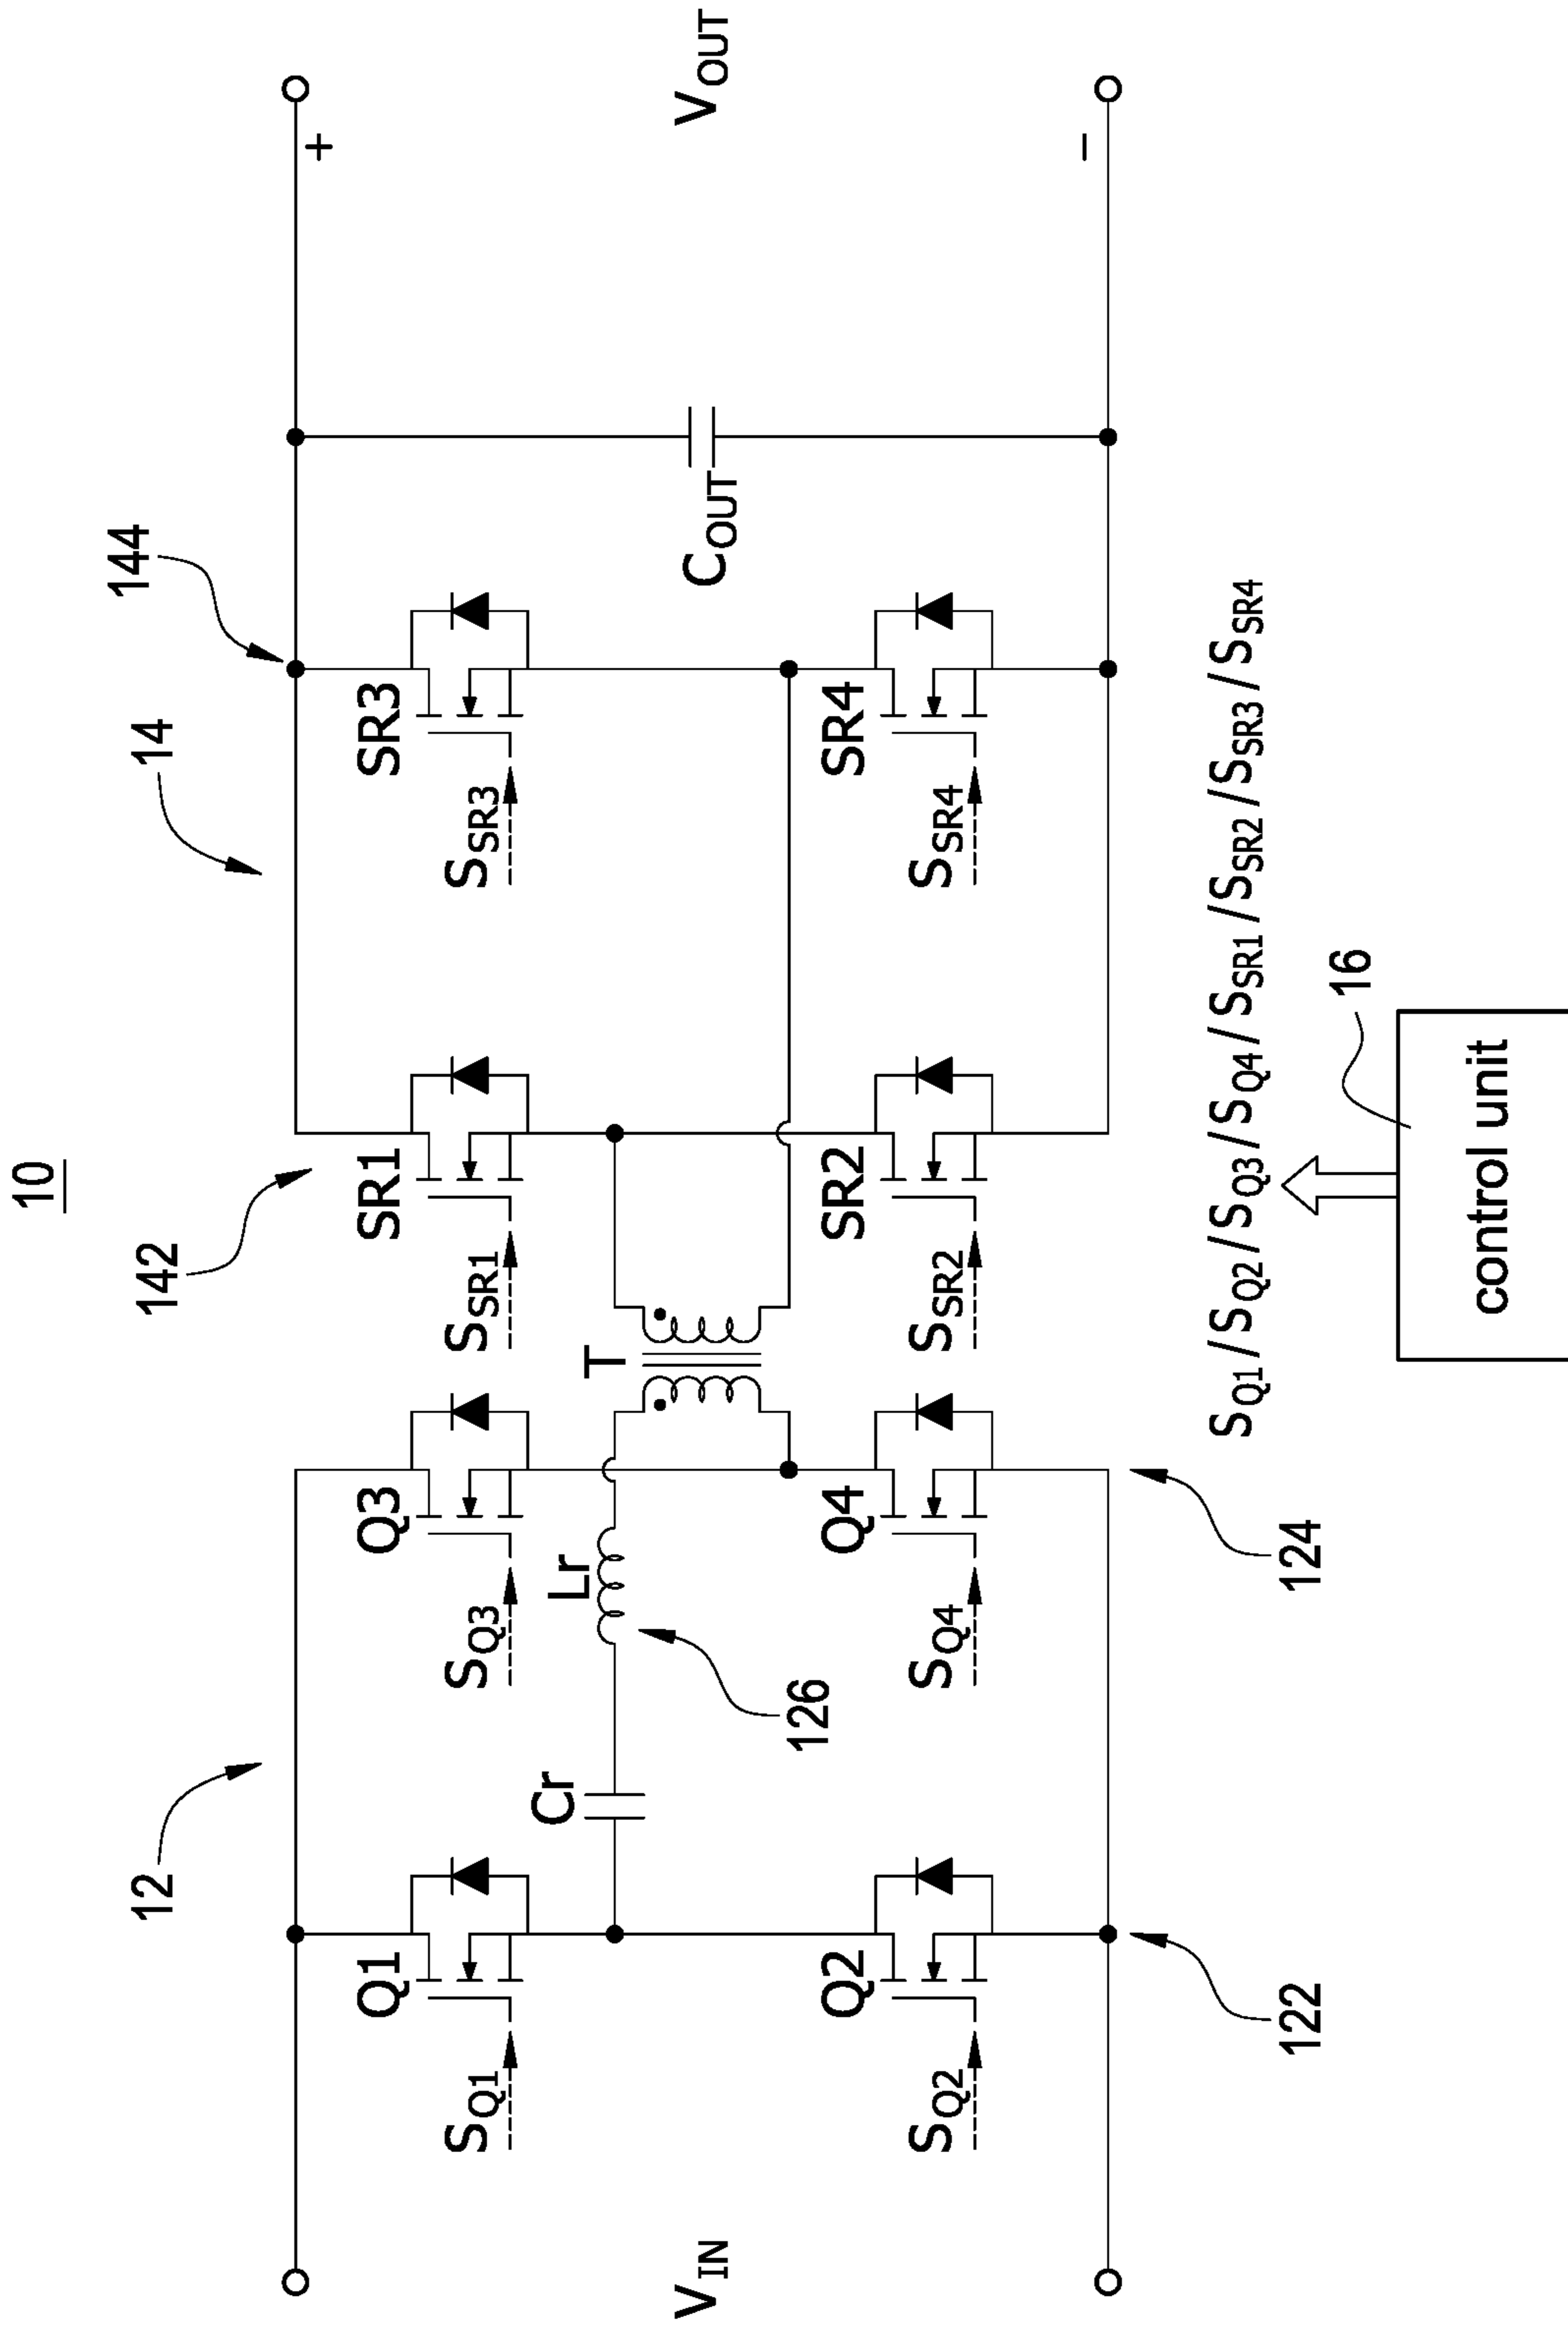 10
12
14
142
144
Q1
Q3
SR1
SR3
S_Q1
S_Q3
S_SR1
S_SR3
+
Cr
Lr
T
V_IN
C_OUT
V_OUT
126
Q2
Q4
SR2
SR4
S_Q2
S_Q4
S_SR2
S_SR4
−
122
124
S_Q1/S_Q2/S_Q3/S_Q4/S_SR1/S_SR2/S_SR3/S_SR4
16
control unit